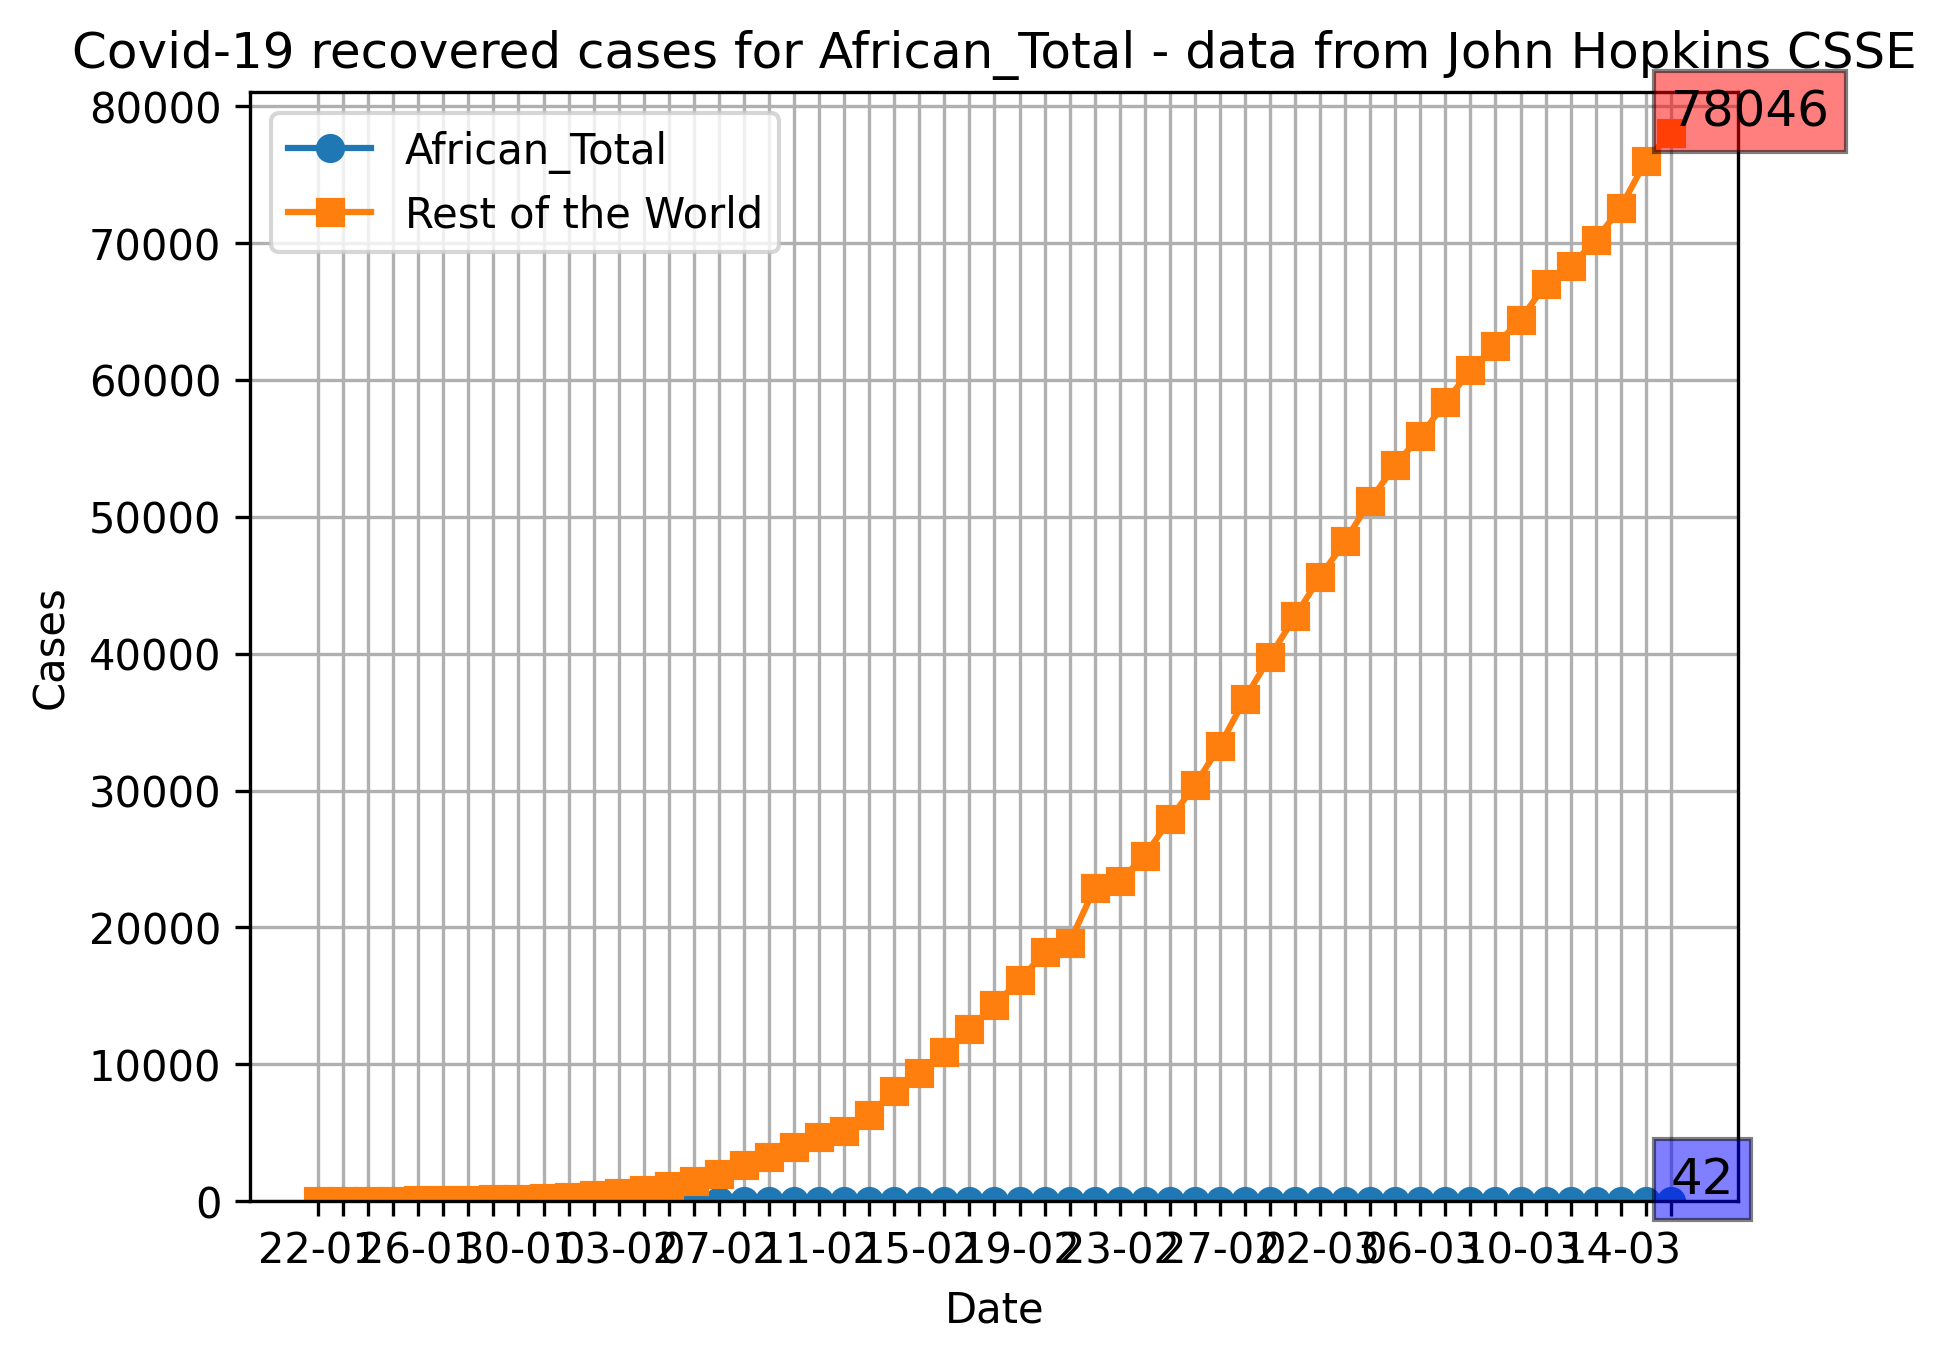 Covid-19 recovered cases for African_Total - data from John Hopkins CSSE
78046
African_Total
Rest of the World
80000
70000
60000
50000
40000
30000
20000
10000
0
Cases
42
22-01 26-01 30-01 03-02 07-02 11-02 15-02 19-02 23-02 27-02 02-03 06-03 10-03 14-03
Date